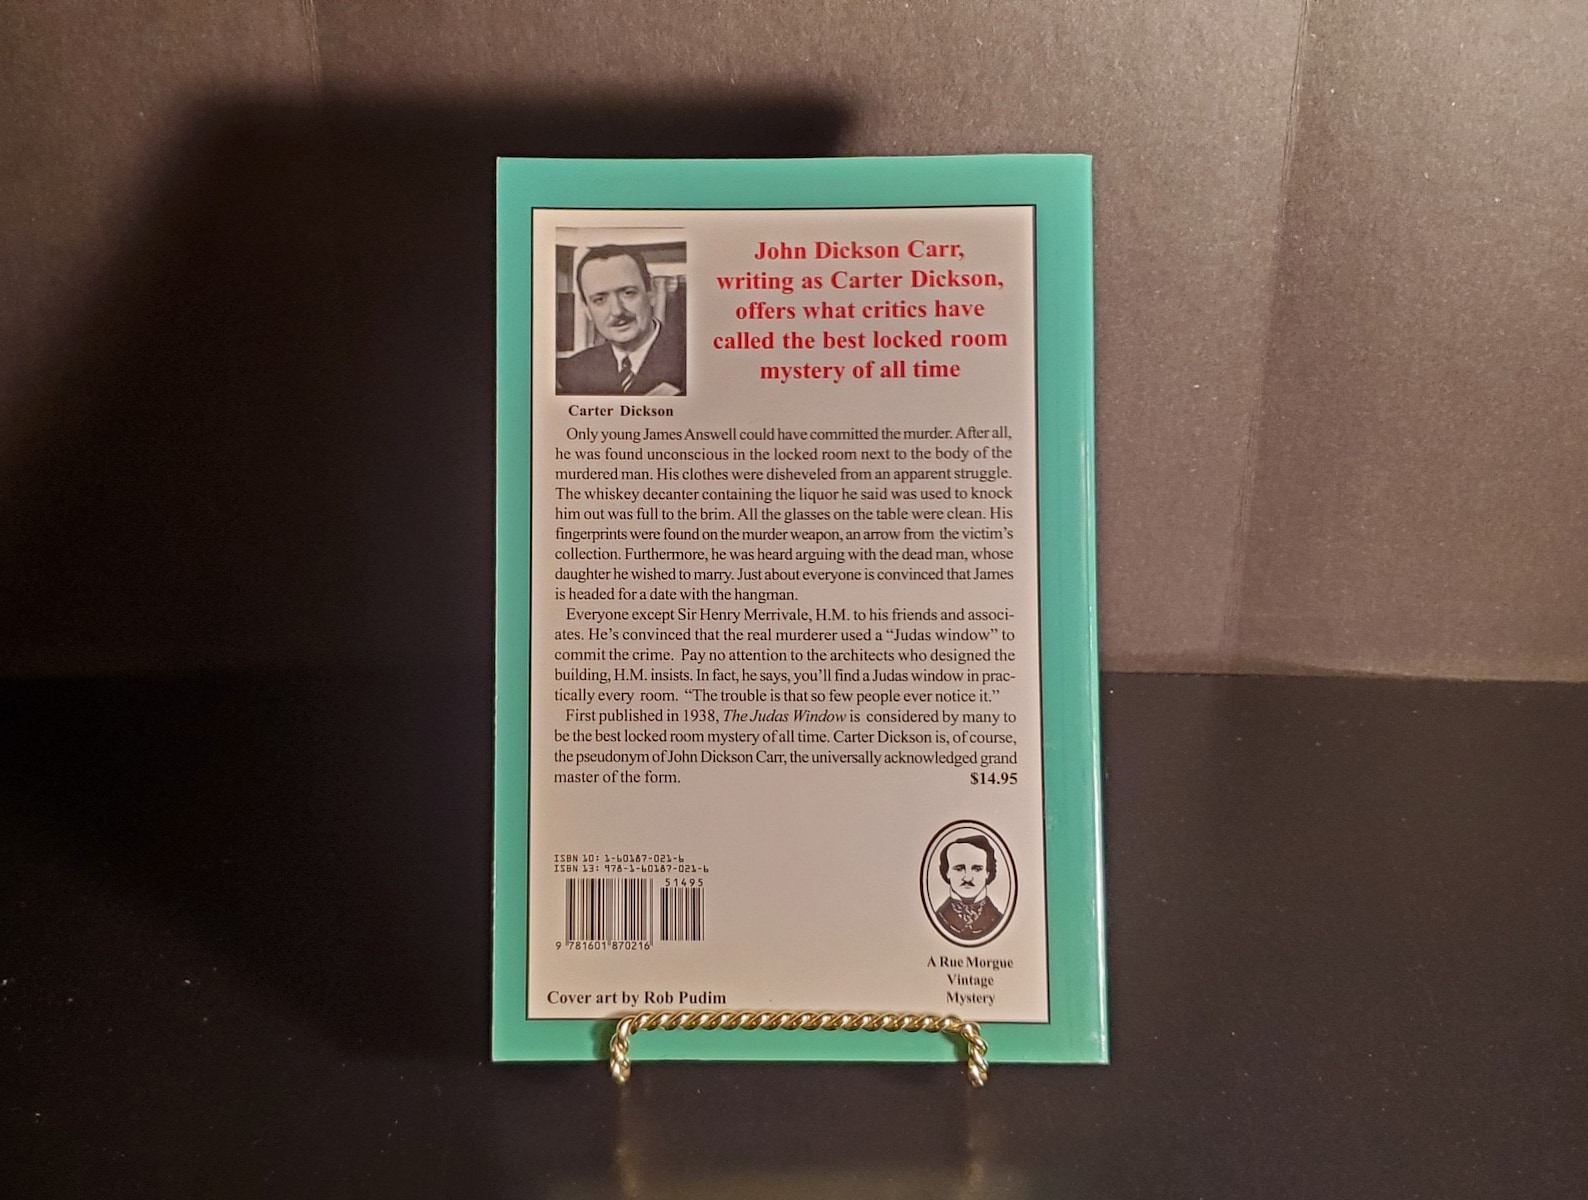 John Dickson Carr,
writing as Carter Dickson,
offers what critics have
called the best locked room
mystery of all time
Carter Dickson
Only young James Answell could have committed the murder. After all,
he was found unconscious in the locked room next to the body of the
murdered man. His clothes were disheveled from an apparent struggle.
The whiskey decanter containing the liquor he said was used to knock
him out was full to the brim. All the glasses on the table were clean. His
fingerprints were found on the murder weapon, an arrow from the victim's
collection. Furthermore, he was heard arguing with the dead man, whose
daughter he wished to marry. Just about everyone is convinced that James
is headed for a date with the hangman.
Everyone except Sir Henry Merrivale, H.M. to his friends and associ-
ates. He's convinced that the real murderer used a “Judas window” to
commit the crime. Pay no attention to the architects who designed the
building, H.M. insists. In fact, he says, you'll find a Judas window in prac-
tically every room. “The trouble is that so few people ever notice it.”
First published in 1938, The Judas Window is considered by many to
be the best locked room mystery of all time. Carter Dickson is, of course,
the pseudonym of John Dickson Carr, the universally acknowledged grand
master of the form. $14.95
ISBN 10: 1-60187-021-6
ISBN 13: 978-1-60187-021-6
51495
9 781601 870216
A Rue Morgue
Vintage
Mystery
Cover art by Rob Pudim